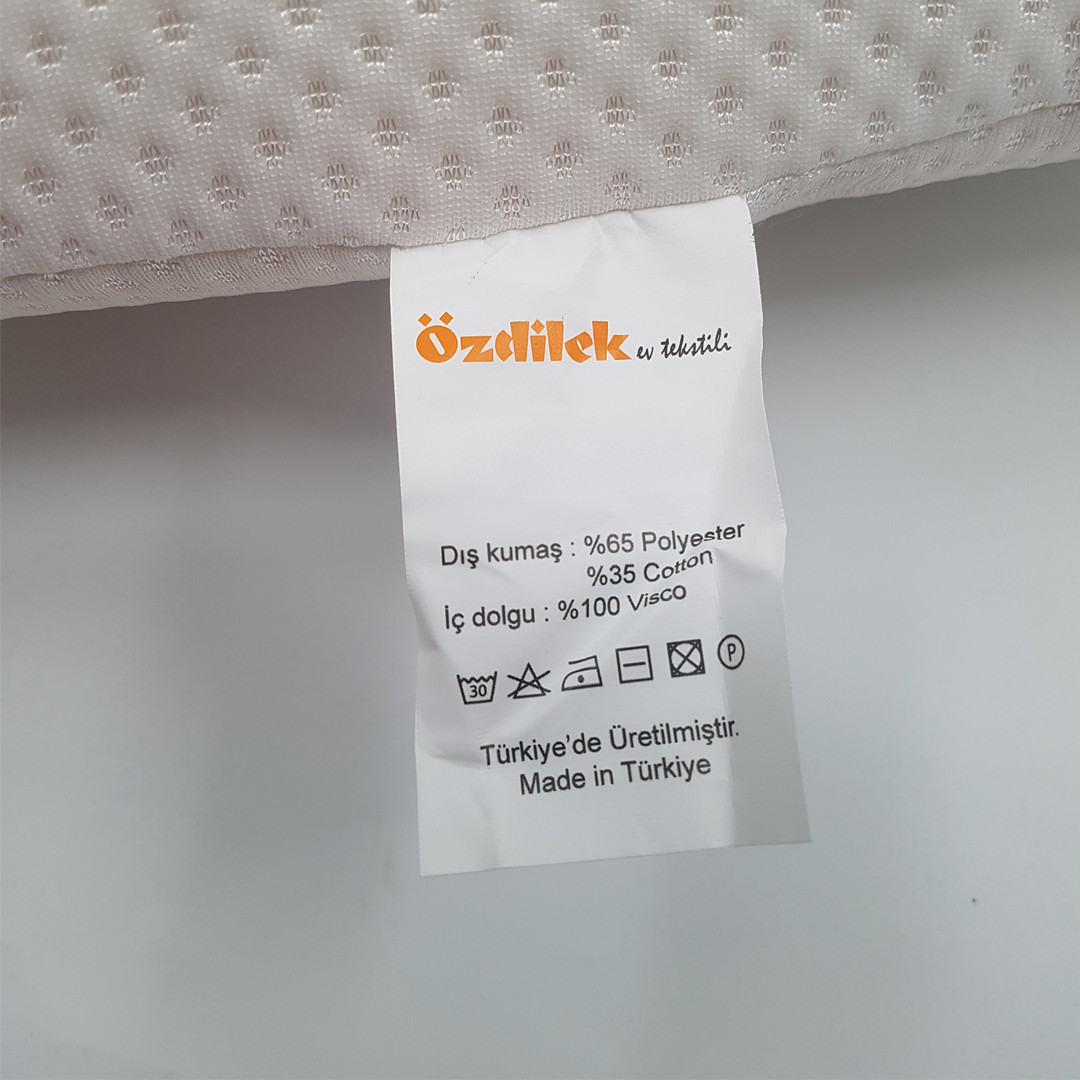 Özdilek ev tekstili
Dış kumaş : %65 Polyester
%35 Cotton
İç dolgu : %100 Visco
30
P
Türkiye'de Üretilmiştir.
Made in Türkiye